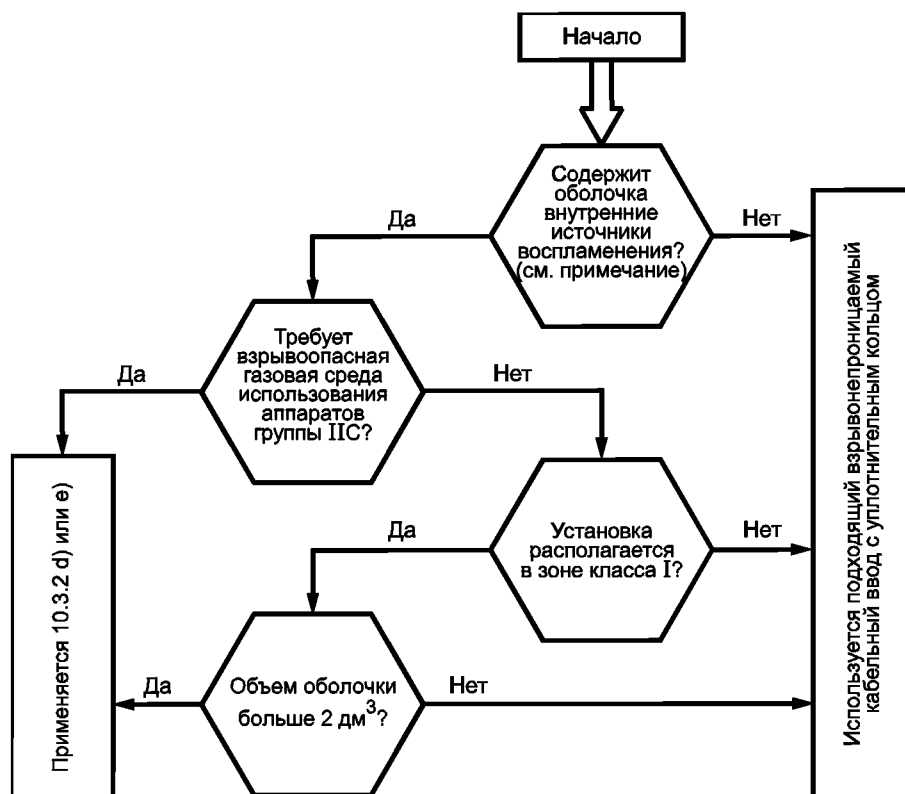 Начало
Содержит
оболочка
внутренние
источники
воспламенения?
(см. примечание)
Да
Нет
Требует
взрывоопасная
газовая среда
использования
аппаратов
группы IIC?
Да
Нет
Установка
располагается
в зоне класса I?
Да
Нет
Объем оболочки
больше 2 дм³?
Да
Нет
Применяется 10.3.2 d) или e)
Используется подходящий взрывонепроницаемый
кабельный ввод с уплотнительным кольцом